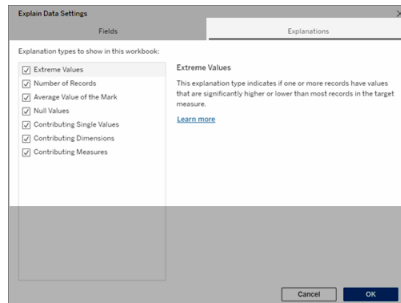 Explain Data Settings
Fields
Explanations
Explanation types to show in this workbook:
Extreme Values
Number of Records
Average Value of the Mark
Null Values
Contributing Single Values
Contributing Dimensions
Contributing Measures
Extreme Values
This explanation type indicates if one or more records have values
that are significantly higher or lower than most records in the target
measure.
Learn more
Cancel
OK